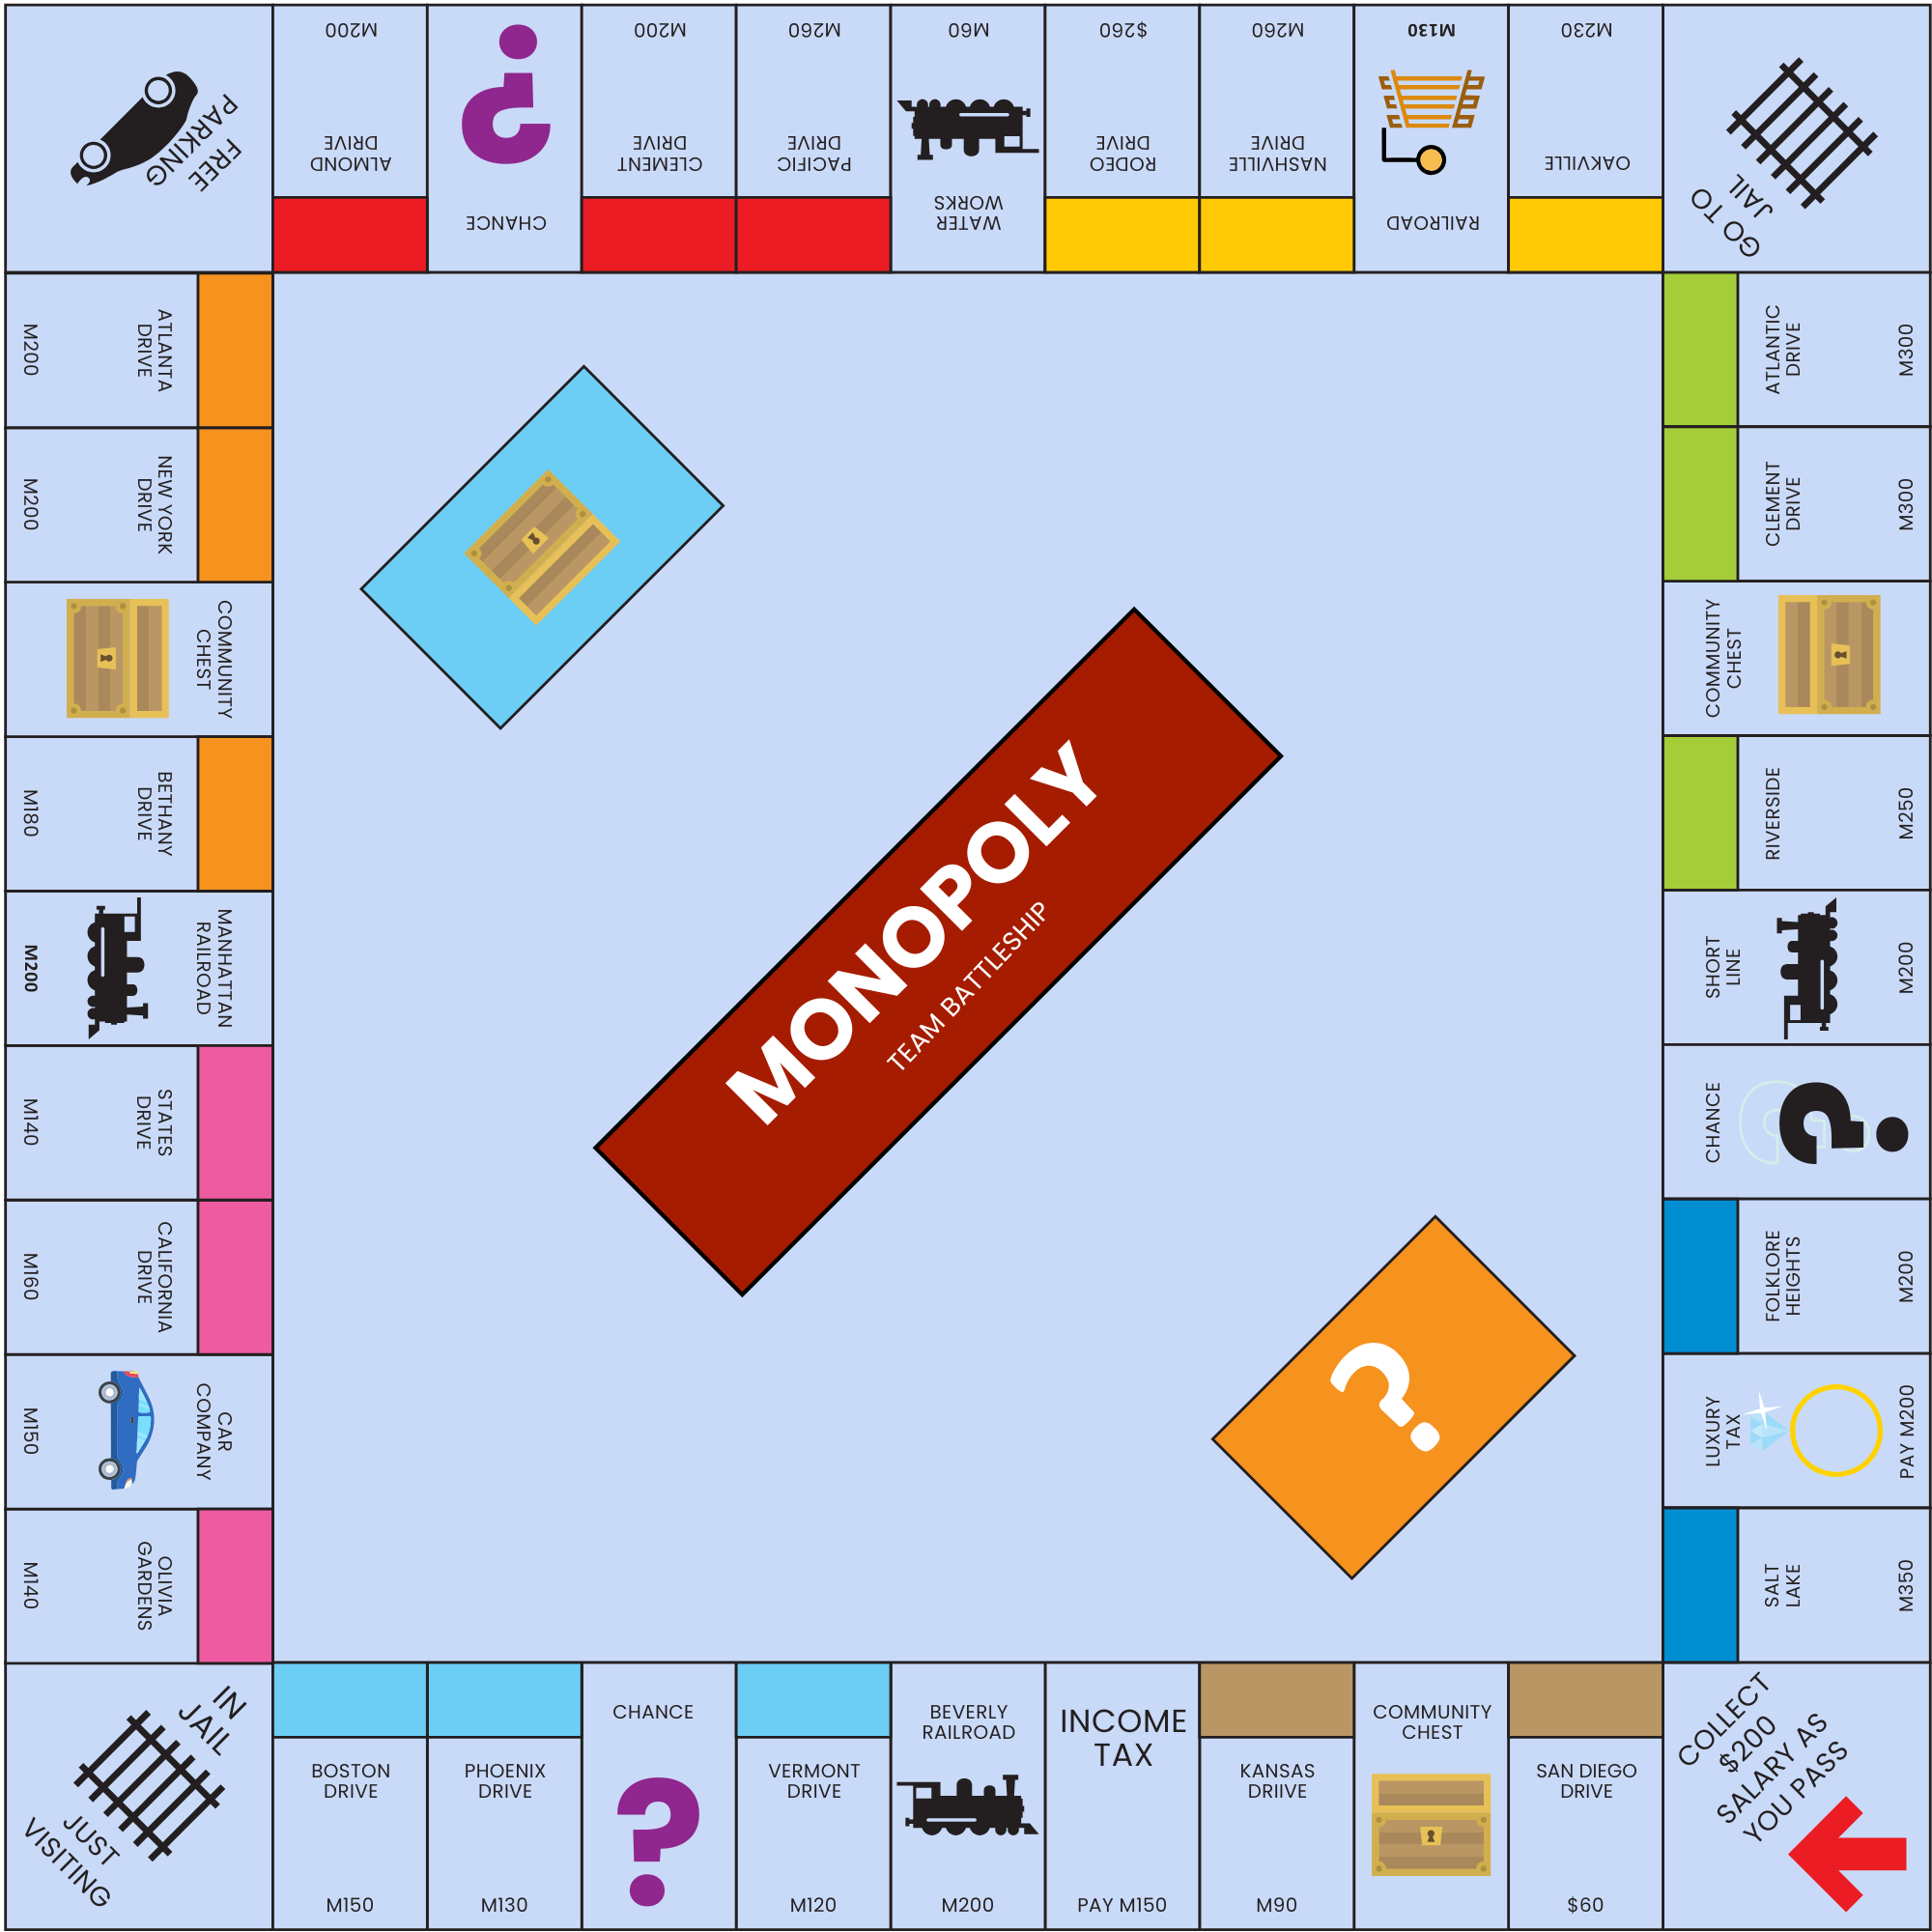 FREE
PARKING
M200
ALMOND
DRIVE
CHANCE
M200
CLEMENT
DRIVE
M260
PACIFIC
DRIVE
M60
WATER
WORKS
$260
RODEO
DRIVE
M260
NASHVILLE
DRIVE
M130
RAILROAD
M230
OAKVILLE
GO TO
JAIL
ATLANTIC
DRIVE
M300
CLEMENT
DRIVE
M300
COMMUNITY
CHEST
RIVERSIDE
M250
SHORT
LINE
M200
CHANCE
FOLKLORE
HEIGHTS
M200
LUXURY
TAX
PAY M200
SALT
LAKE
M350
COLLECT
$200
SALARY AS
YOU PASS
SAN DIEGO
DRIVE
$60
COMMUNITY
CHEST
KANSAS
DRIIVE
M90
INCOME
TAX
PAY M150
BEVERLY
RAILROAD
M200
VERMONT
DRIVE
M120
CHANCE
?
PHOENIX
DRIVE
M130
BOSTON
DRIVE
M150
IN
JAIL
JUST
VISITING
OLIVIA
GARDENS
M140
CAR
COMPANY
M150
CALIFORNIA
DRIVE
M160
STATES
DRIVE
M140
MANHATTAN
RAILROAD
M200
BETHANY
DRIVE
M180
COMMUNITY
CHEST
NEW YORK
DRIVE
M200
ATLANTA
DRIVE
M200
MONOPOLY
TEAM BATTLESHIP
?